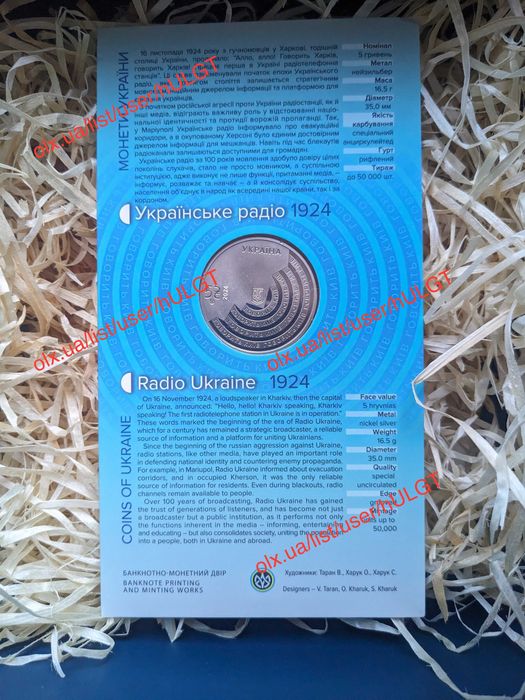 МОНЕТИ УКРАЇНИ
16 листопада 1924 року з гучномовця у Харкові, тодішній
столиці України, пролунало: "Алло, алло! Говорить Харків,
говорить Харків! перша в Україні радіотелефонна
станція". Ці слова ознаменували початок епохи Українського
радіо, яке століття залишається стратегічним
джерелом інформації та платформою для
українців.
З початком російської агресії проти України радіостанції, як й
інші медіа, відіграють важливу роль у відстоюванні націо-
нальної ідентичності та протидії ворожій пропаганді. Так,
у Маріуполі Українське радіо інформувало про евакуаційні
коридори, а в окупованому Херсоні було єдиним достовірним
джерелом інформації для мешканців. Навіть під час блекаутів
радіоканали залишаються доступними для громадян.
Українське радіо за 100 років мовлення здобуло довіру цілих
поколінь слухачів, стало не просто мовником, а суспільною
інституцією, адже виконує не лише функції, притаманні медіа, –
інформує, розважає та навчає – а й консолідує суспільство,
населення об'єднує в народ як всередині нашої країни, так і за
кордоном.
Номінал
5 гривень
Метал
нейзильбер
Маса
16,5 г
Діаметр
35,0 мм
Якість
карбування
спеціальний
анциркулейтед
Гурт
рифлений
Тираж
до 50 000 шт.
Українське радіо 1924
УКРАЇНА
2024
Radio Ukraine 1924
COINS OF UKRAINE
On 16 November 1924, a loudspeaker in Kharkiv, then the capital
of Ukraine, announced: "Hello, hello! Kharkiv speaking, Kharkiv
speaking! The first radiotelephone station in Ukraine is in operation".
These words marked the beginning of the era of Radio Ukraine,
which for a century has remained a strategic broadcaster, a reliable
source of information and a platform for uniting Ukrainians.
Since the beginning of the russian aggression against Ukraine,
radio stations, like other media, have played an important role
in defending national identity and countering enemy propaganda.
For example, in Mariupol, Radio Ukraine informed about evacuation
corridors, and in occupied Kherson, it was the only reliable
source of information for residents. Even during blackouts, radio
channels remain available to people.
Over 100 years of broadcasting, Radio Ukraine has gained
the trust of generations of listeners, and has become not just
a broadcaster but a public institution, as it performs not only
the functions inherent in the media – informing, entertaining
and educating – but also consolidates society, uniting the population
into a people, both in Ukraine and abroad.
Face value
5 hryvnias
Metal
nickel silver
Weight
16.5 g
Diameter
35.0 mm
Quality
special
uncirculated
Edge
grooved
Mintage
up to
50,000
БАНКНОТНО-МОНЕТНИЙ ДВІР
BANKNOTE PRINTING
AND MINTING WORKS
Художники: Таран В., Харук О., Харук С.
Designers – V. Taran, O. Kharuk, S. Kharuk
olx.ua/list/user/hULGT
olx.ua/list/user/hULGT
olx.ua/list/user/hULGT
olx.ua/list/user/hULGT